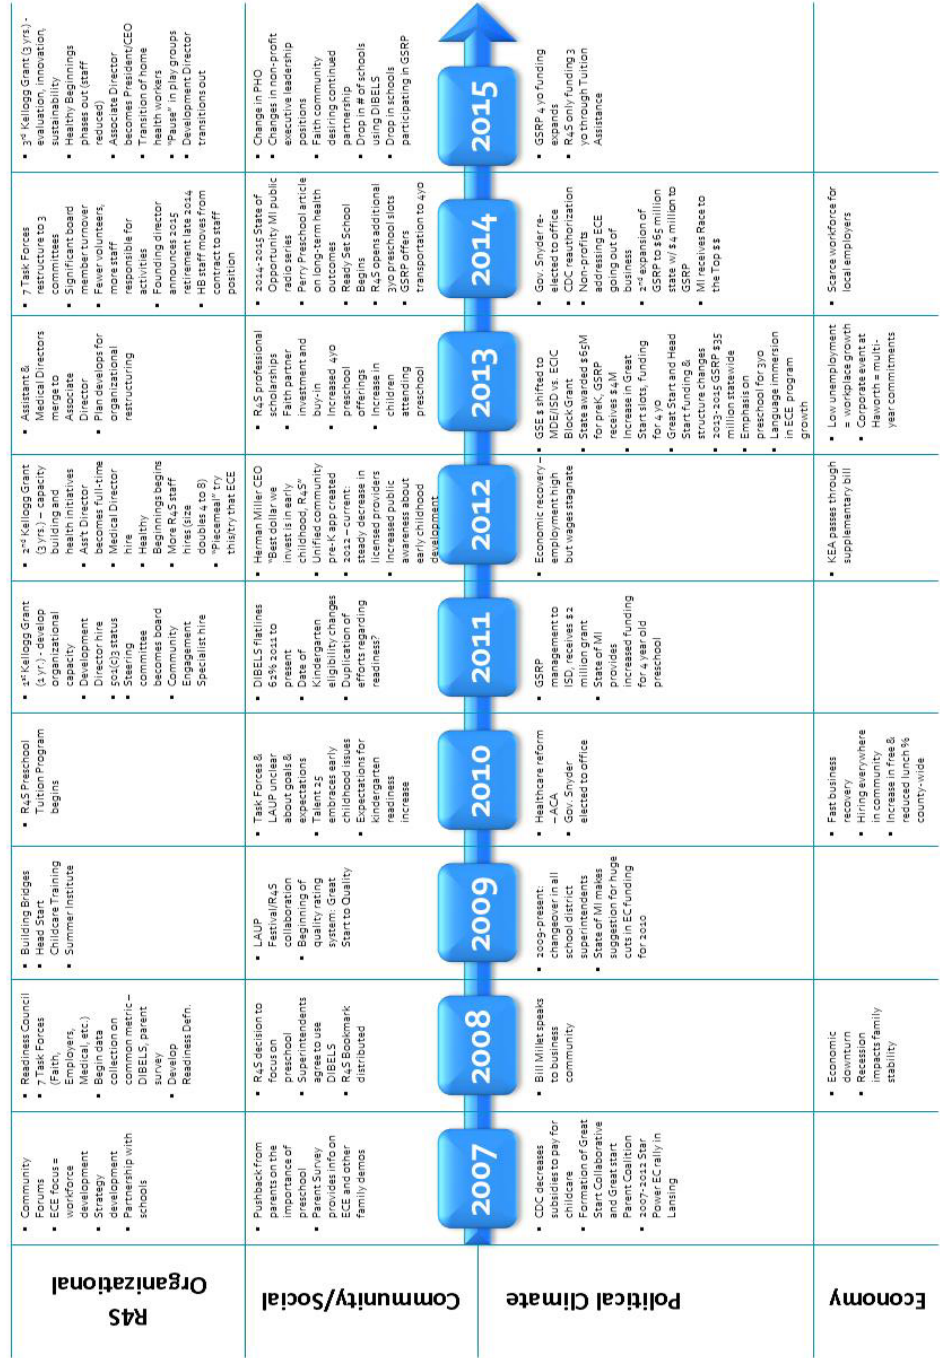 R4S
Organizational
Community
Forums
ECE focus =
workforce
development
Strategy
development
Partnership with
schools
Readiness Council
7 Task Forces
(Faith,
Employers,
Medical, etc.)
Begin data
collection on
common metric –
DIBELS, parent
survey
Develop
Readiness Defn.
Building Bridges
Head Start
Childcare Training
Summer Institute
R4S Preschool
Tuition Program
begins
1st Kellogg Grant
(1 yr.) - develop
organizational
capacity
Development
Director hire
501(c)3 status
Steering
committee
becomes board
Community
Engagement
Specialist hire
2nd Kellogg Grant
(3 yrs.) – capacity
building and
health initiatives
Ass't Director
becomes full-time
Medical Director
hire
Healthy
Beginnings begins
More R4S staff
hires (size
doubles 4 to 8)
"Piecemeal" try
this/try that ECE
Assistant &
Medical Directors
merge to
Associate
Director
Plan develops for
organizational
restructuring
7 Task Forces
restructure to 3
committees
Significant board
member turnover
Fewer volunteers,
more staff
responsible for
activities
Founding director
announces 2015
retirement late 2014
HB staff moves from
contract to staff
position
3rd Kellogg Grant (3 yrs.) -
evaluation, innovation,
sustainability
Healthy Beginnings
phases out (staff
reduced)
Associate Director
becomes President/CEO
Transition of home
health workers
"Pause" in play groups
Development Director
transitions out
Community/Social
Pushback from
parents on the
importance of
preschool
Parent Survey
provides info on
ECE and other
family demos
R4S decision to
focus on
preschool
Superintendents
agree to use
DIBELS
R4S Bookmark
distributed
LAUP
Festival/R4S
collaboration
Beginning of
quality rating
system: Great
Start to Quality
Task Forces &
LAUP unclear
about goals &
expectations
Talent 25
embraces early
childhood issues
Expectations for
kindergarten
readiness
increase
DIBELS flatlines
62% 2011 to
present
Date of
Kindergarten
eligibility changes
Duplication of
efforts regarding
readiness?
Herman Miller CEO
"Best dollar we
invest is in early
childhood, R4S"
Unified community
pre-K app created
2012 – current:
steady decrease in
licensed providers
Increased public
awareness about
early childhood
development
R4S professional
scholarships
Faith partner
investment and
buy-in
Increased 4yo
preschool
offerings
Increase in
children
attending
preschool
2014-2015 State of
Opportunity MI public
radio series
Perry Preschool article
on long-term health
outcomes
Ready Set School
Begins
R4S opens additional
3yo preschool slots
GSRP offers
transportation to 4yo
Change in PHO
Changes in non-profit
executive leadership
positions
Faith community
desiring continued
partnership
Drop in # of schools
using DIBELS
Drop in schools
participating in GSRP
2007
2008
2009
2010
2011
2012
2013
2014
2015
Political Climate
CDC decreases
subsidies to pay for
childcare
Formation of Great
Start Collaborative
and Great start
Parent Coalition
2007-2012 Star
Power EC rally in
Lansing
Bill Millet speaks
to business
community
2009-present:
changeover in all
school district
superintendents
State of MI makes
suggestion for huge
cuts in EC funding
for 2010
Healthcare reform
– ACA
Gov. Snyder
elected to office
GSRP
management to
ISD, receives $2
million grant
State of MI
provides
increased funding
for 4 year old
preschool
Economic recovery –
employment high
but wages stagnate
GSE $ shifted to
MDE/ISD vs. ECIC
Block Grant
State awarded $65M
for preK, GSRP
receives $4M
Increase in Great
Start slots, funding
for 4 yo
Great Start and Head
Start funding &
structure changes
2013-2015 GSRP $35
million statewide
Emphasis on
preschool for 3yo
Language immersion
in ECE program
growth
Gov. Snyder re-
elected to office
CDC reauthorization
Non-profits
addressing ECE
going out of
business
2nd expansion of
GSRP to $65 million
state w/ $4 million to
GSRP
MI receives Race to
the Top $$
GSRP 4 yo funding
expands
R4S only funding 3
yo through Tuition
Assistance
Economy
Economic
downturn
Recession
impacts family
stability
Fast business
recovery
Hiring everywhere
in community
Increase in free &
reduced lunch %
county-wide
KEA passes through
supplementary bill
Low unemployment
= workplace growth
Corporate event at
Haworth = multi-
year commitments
Scarce workforce for
local employers